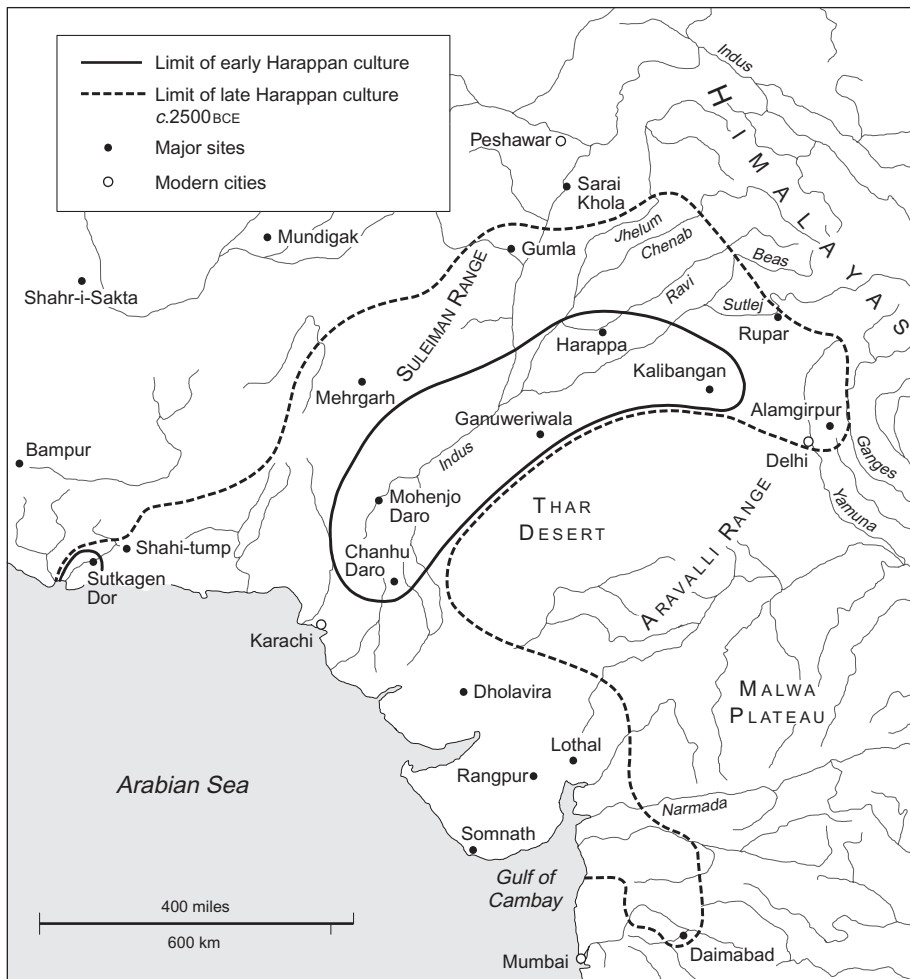 Limit of early Harappan culture
Limit of late Harappan culture
c.2500 BCE
Major sites
Modern cities
Indus
HIMALAYAS
Peshawar
Sarai
Khola
Mundigak
Gumla
Jhelum
Chenab
Beas
Shahr-i-Sakta
SULEIMAN RANGE
Ravi
Sutlej
Rupar
Harappa
Mehrgarh
Kalibangan
Ganuweriwala
Alamgirpur
Bampur
Indus
Delhi
Ganges
Mohenjo
Daro
THAR
DESERT
Yamuna
ARAVALLI RANGE
Shahi-tump
Chanhu
Daro
Sutkagen
Dor
Karachi
Dholavira
MALWA
PLATEAU
Lothal
Arabian Sea
Rangpur
Narmada
Somnath
Gulf of
Cambay
400 miles
600 km
Mumbai
Daimabad